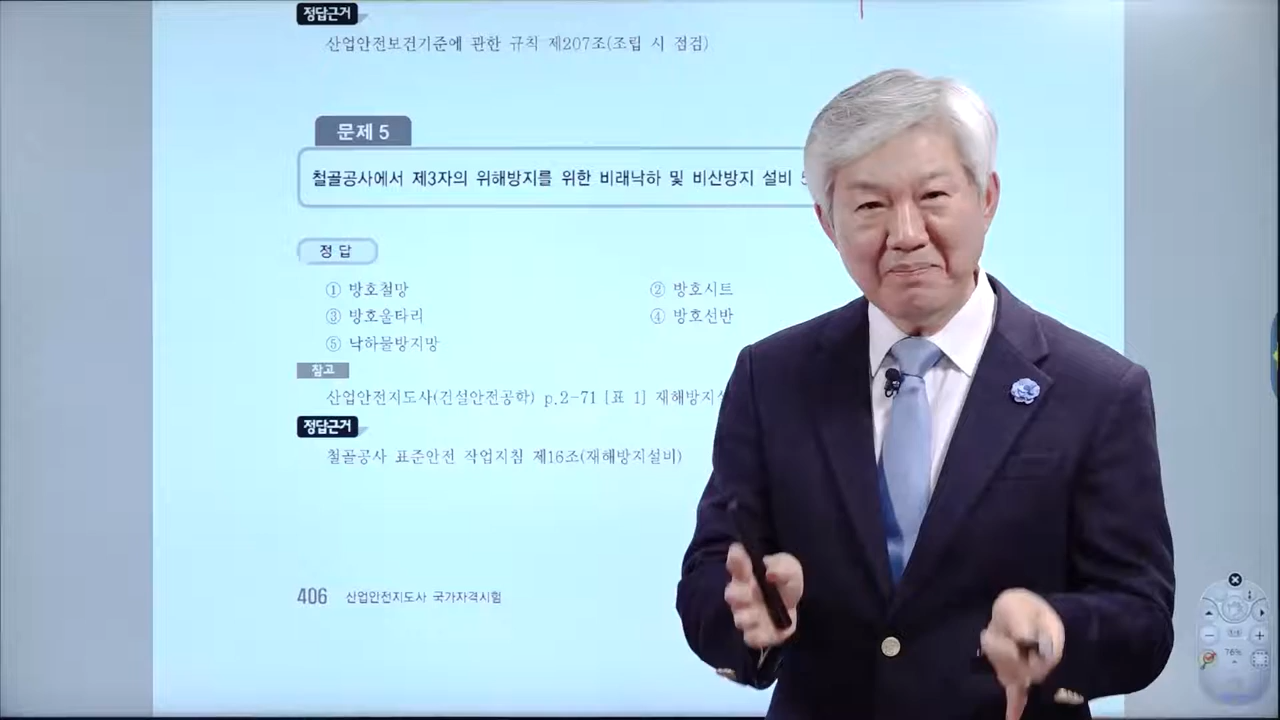 정답근거
산업안전보건기준에 관한 규칙 제207조(조립 시 점검)
문제 5
철골공사에서 제3자의 위해방지를 위한 비래낙하 및 비산방지 설비
정 답
① 방호철망
② 방호시트
③ 방호울타리
④ 방호선반
⑤ 낙하물방지망
참고
산업안전지도사(건설안전공학) p.2-71 [표 1] 재해방지
정답근거
철골공사 표준안전 작업지침 제16조(재해방지설비)
406 산업안전지도사 국가자격시험
76%